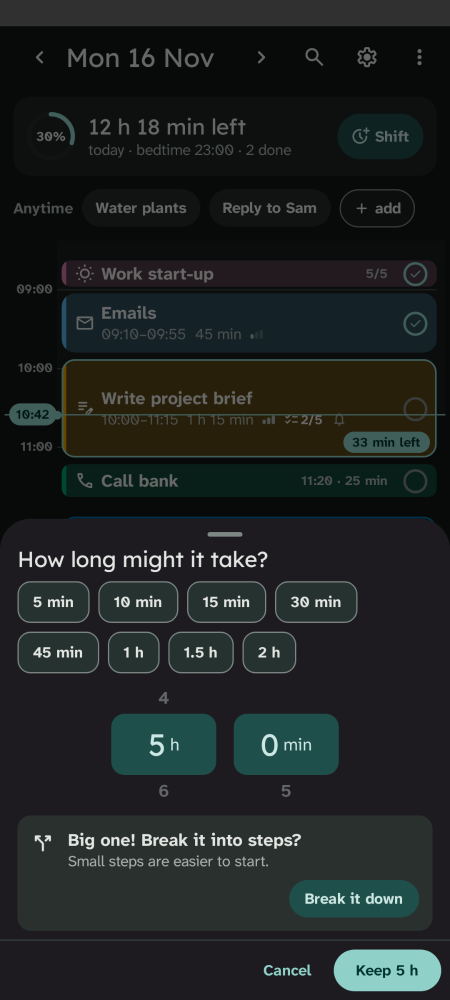 Mon 16 Nov
30%
12 h 18 min left
today · bedtime 23:00 · 2 done
Shift
Anytime
Water plants
Reply to Sam
+ add
Work start-up
5/5
09:00
Emails
09:10–09:55 45 min
10:00
Write project brief
10:00–11:15 1 h 15 min 2/5
10:42
33 min left
11:00
Call bank
11:20 · 25 min
How long might it take?
5 min
10 min
15 min
30 min
45 min
1 h
1.5 h
2 h
4
5 h
0 min
6
5
Big one! Break it into steps?
Small steps are easier to start.
Break it down
Cancel
Keep 5 h